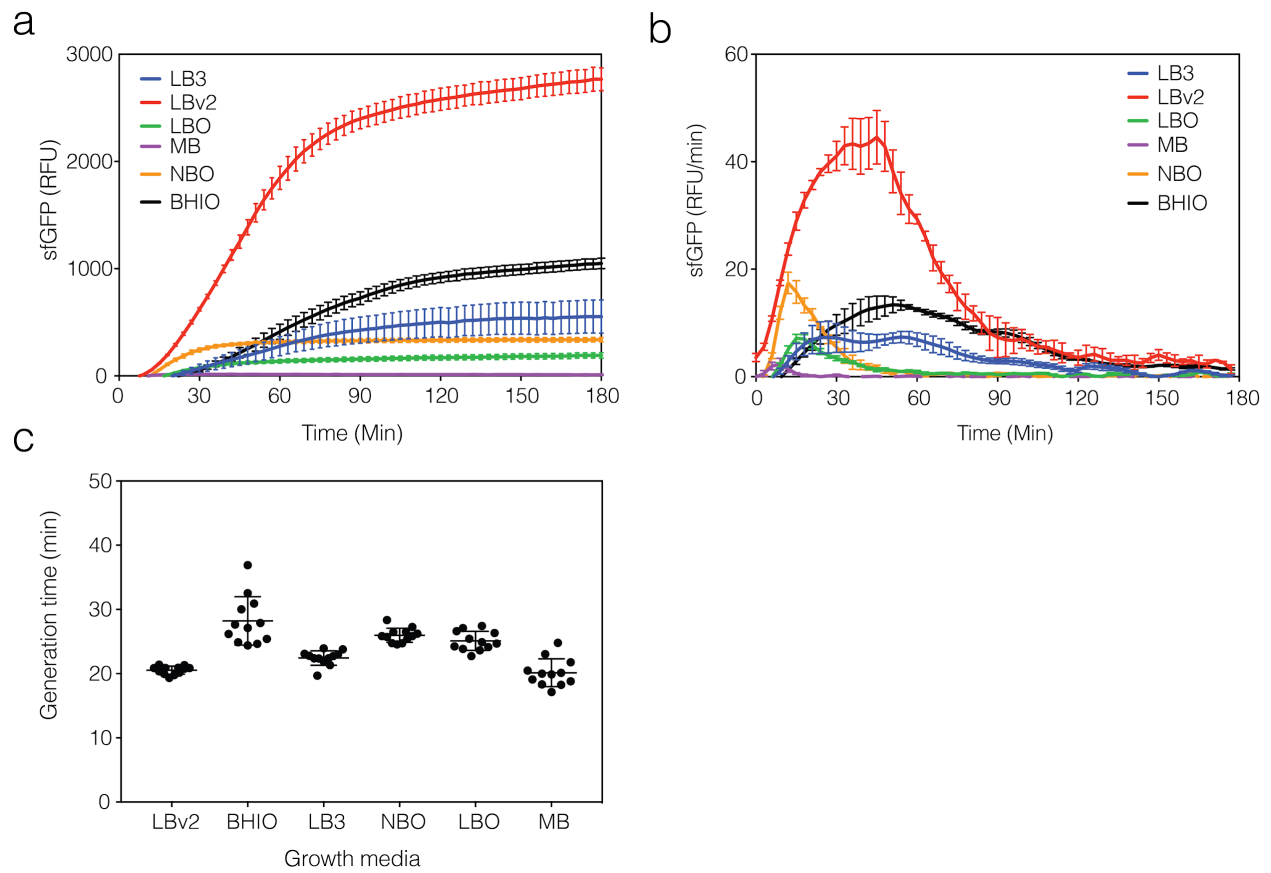 a
3000
2000
1000
0
sfGFP (RFU)
LB3
LBv2
LBO
MB
NBO
BHIO
0 30 60 90 120 150 180
Time (Min)
b
60
40
20
0
sfGFP (RFU/min)
LB3
LBv2
LBO
MB
NBO
BHIO
0 30 60 90 120 150 180
Time (Min)
c
50
40
30
20
10
0
Generation time (min)
LBv2 BHIO LB3 NBO LBO MB
Growth media